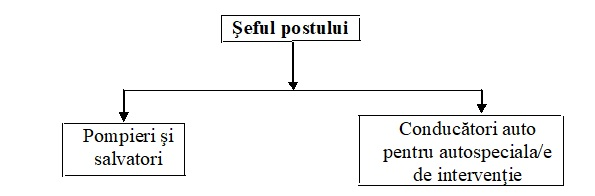 Şeful postului
Pompieri şi
salvatori
Conducători auto
pentru autospeciala/e
de intervenţie